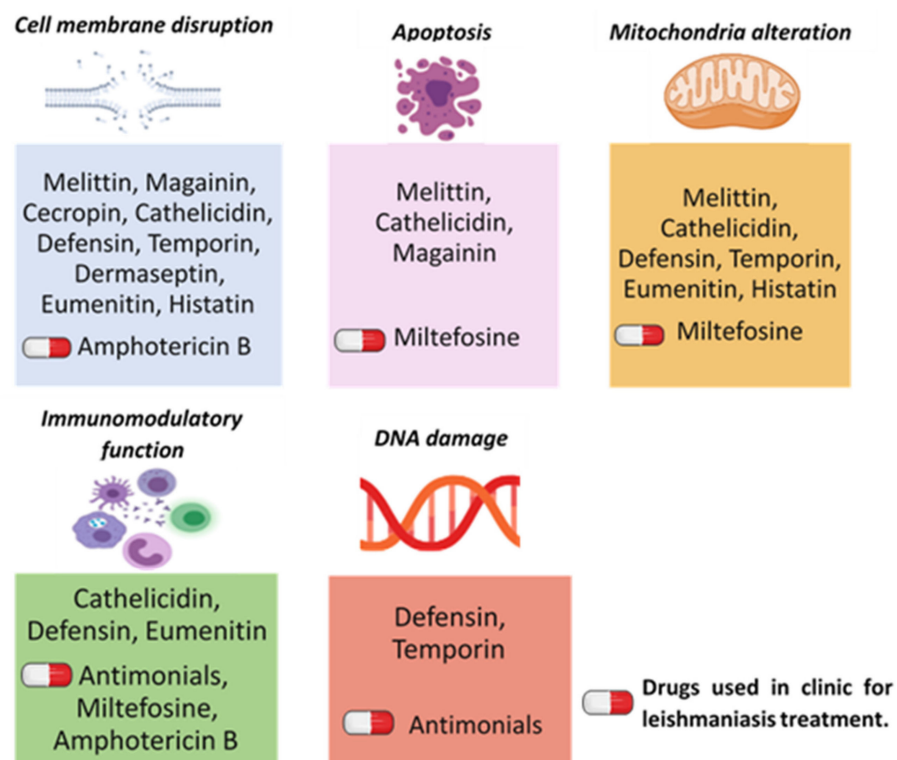 Cell membrane disruption
Melittin, Magainin,
Cecropin, Cathelicidin,
Defensin, Temporin,
Dermaseptin,
Eumenitin, Histatin
Amphotericin B
Apoptosis
Melittin,
Cathelicidin,
Magainin
Miltefosine
Mitochondria alteration
Melittin,
Cathelicidin,
Defensin, Temporin,
Eumenitin, Histatin
Miltefosine
Immunomodulatory
function
Cathelicidin,
Defensin, Eumenitin
Antimonials,
Miltefosine,
Amphotericin B
DNA damage
Defensin,
Temporin
Antimonials
Drugs used in clinic for
leishmaniasis treatment.